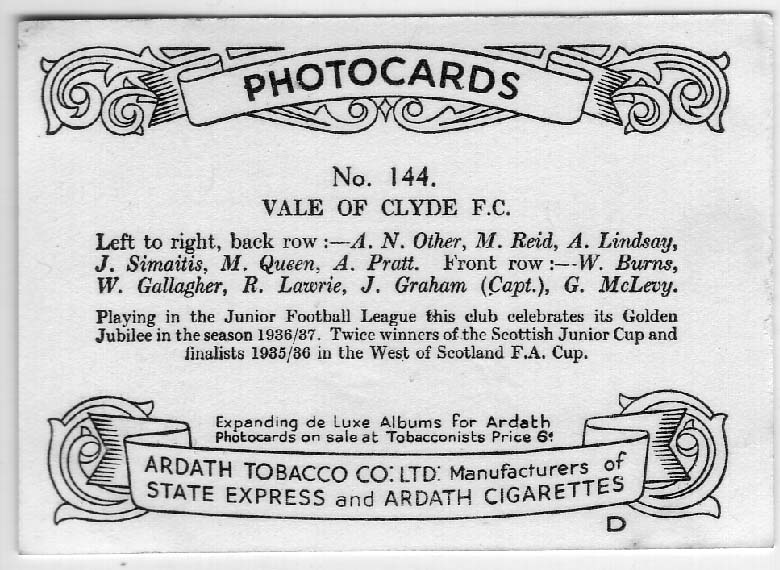 PHOTOCARDS
No. 144.
VALE OF CLYDE F.C.
Left to right, back row :—A. N. Other, M. Reid, A. Lindsay,
J. Simaitis, M. Queen, A. Pratt. Front row :—W. Burns,
W. Gallagher, R. Lawrie, J. Graham (Capt.), G. McLevy.
Playing in the Junior Football League this club celebrates its Golden
Jubilee in the season 1936/37. Twice winners of the Scottish Junior Cup and
finalists 1935/36 in the West of Scotland F.A. Cup.
Expanding de Luxe Albums for Ardath
Photocards on sale at Tobacconists Price 6ᵈ
ARDATH TOBACCO CO: LTD: Manufacturers of
STATE EXPRESS and ARDATH CIGARETTES
D